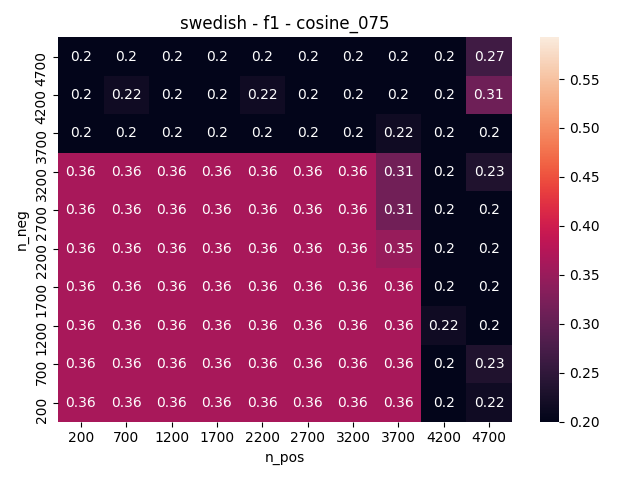 swedish - f1 - cosine_075
n_neg
4700 0.2 0.2 0.2 0.2 0.2 0.2 0.2 0.2 0.2 0.27
4200 0.2 0.22 0.2 0.2 0.22 0.2 0.2 0.2 0.2 0.31
3700 0.2 0.2 0.2 0.2 0.2 0.2 0.2 0.22 0.2 0.2
3200 0.36 0.36 0.36 0.36 0.36 0.36 0.36 0.31 0.2 0.23
2700 0.36 0.36 0.36 0.36 0.36 0.36 0.36 0.31 0.2 0.2
2200 0.36 0.36 0.36 0.36 0.36 0.36 0.36 0.35 0.2 0.2
1700 0.36 0.36 0.36 0.36 0.36 0.36 0.36 0.36 0.2 0.2
1200 0.36 0.36 0.36 0.36 0.36 0.36 0.36 0.36 0.22 0.2
700 0.36 0.36 0.36 0.36 0.36 0.36 0.36 0.36 0.2 0.23
200 0.36 0.36 0.36 0.36 0.36 0.36 0.36 0.36 0.2 0.22
200 700 1200 1700 2200 2700 3200 3700 4200 4700
n_pos
0.55
0.50
0.45
0.40
0.35
0.30
0.25
0.20